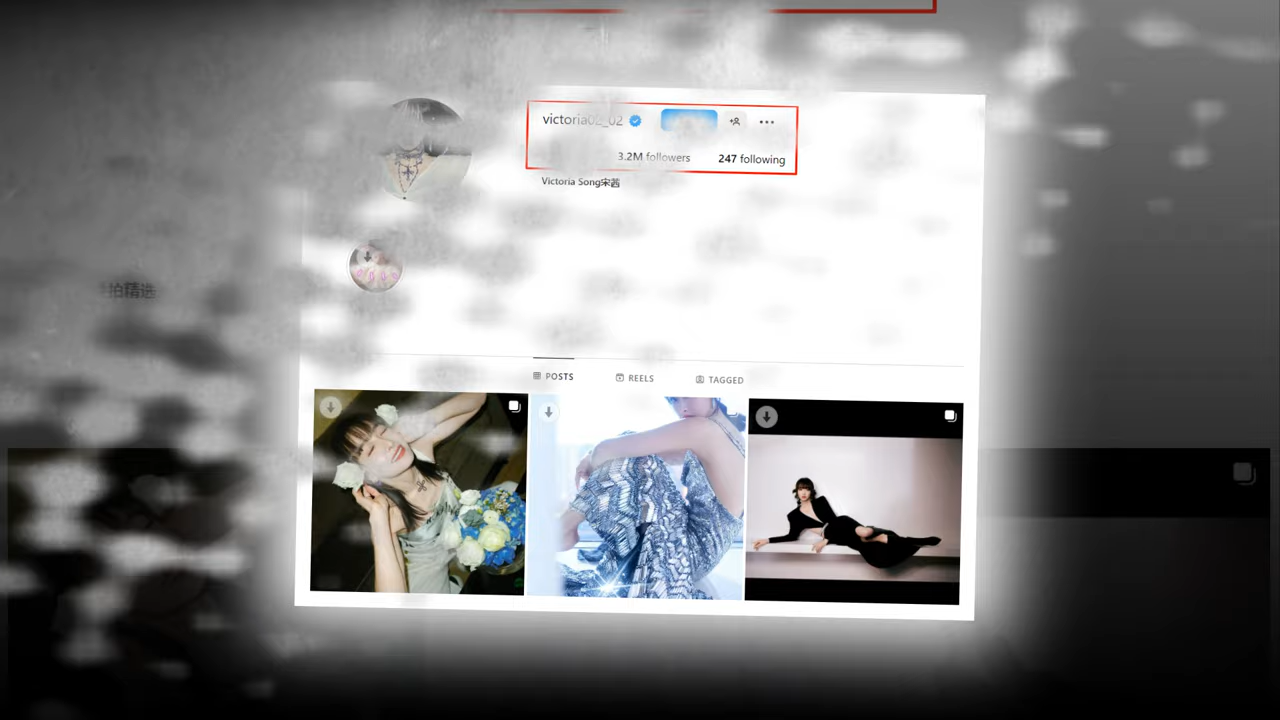 victoria02_02
3.2M followers 247 following
Victoria Song宋茜
拍精选
POSTS REELS TAGGED